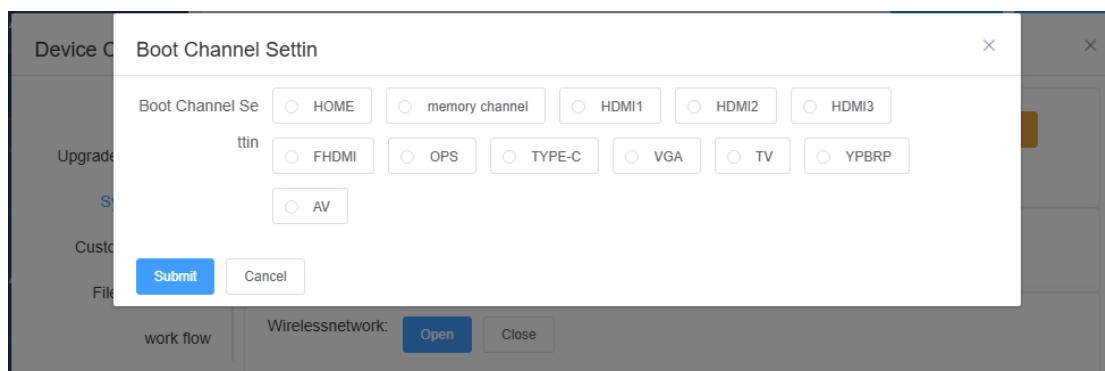 Device C
Boot Channel Settin
Boot Channel Se
ttin
HOME memory channel HDMI1 HDMI2 HDMI3
FHDMI OPS TYPE-C VGA TV YPBRP
AV
Upgrade
Sy
Custo
File
Submit Cancel
work flow
Wirelessnetwork: Open Close